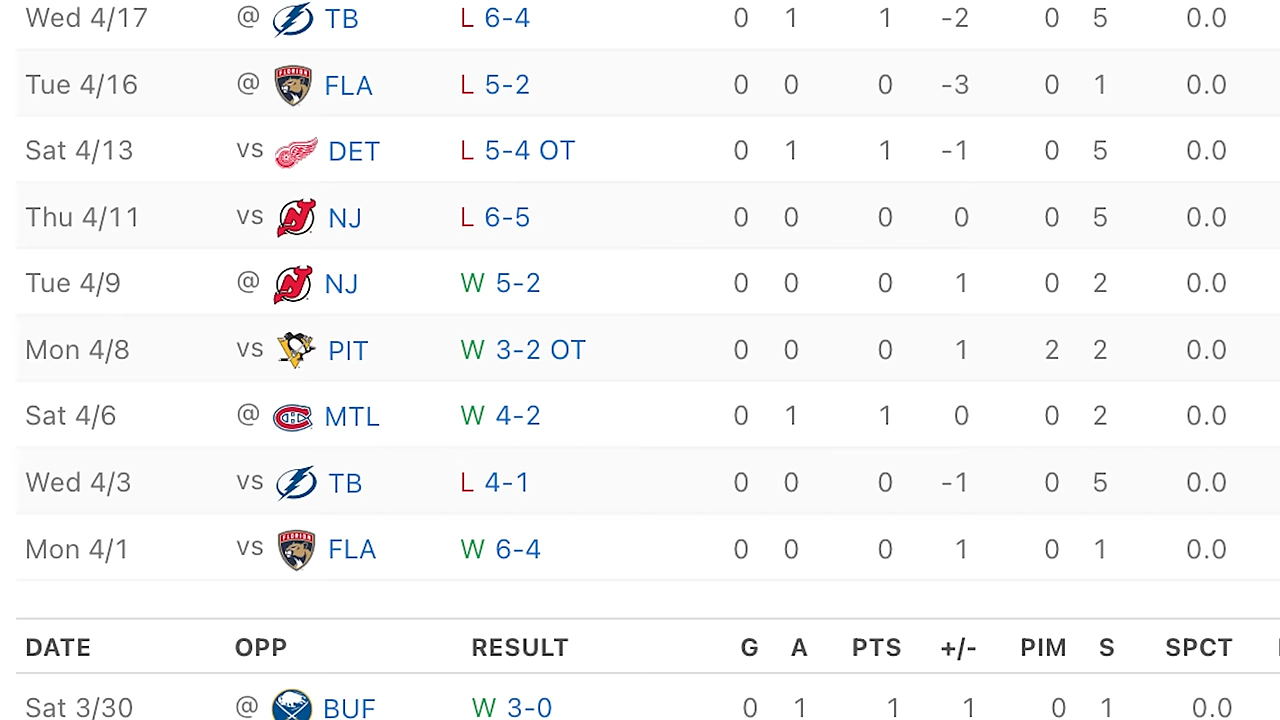 Wed 4/17 @ TB L 6-4 0 1 1 -2 0 5 0.0
Tue 4/16 @ FLA L 5-2 0 0 0 -3 0 1 0.0
Sat 4/13 vs DET L 5-4 OT 0 1 1 -1 0 5 0.0
Thu 4/11 vs NJ L 6-5 0 0 0 0 0 5 0.0
Tue 4/9 @ NJ W 5-2 0 0 0 1 0 2 0.0
Mon 4/8 vs PIT W 3-2 OT 0 0 0 1 2 2 0.0
Sat 4/6 @ MTL W 4-2 0 1 1 0 0 2 0.0
Wed 4/3 vs TB L 4-1 0 0 0 -1 0 5 0.0
Mon 4/1 vs FLA W 6-4 0 0 0 1 0 1 0.0
DATE OPP RESULT G A PTS +/- PIM S SPCT
Sat 3/30 @ BUF W 3-0 0 1 1 1 0 1 0.0